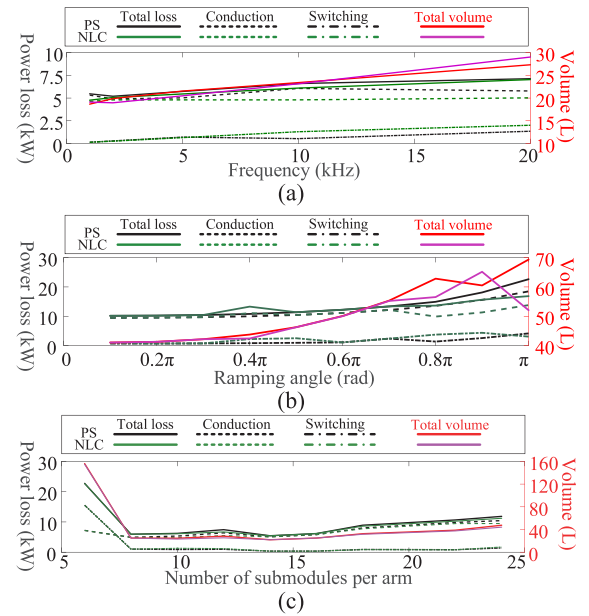 Total loss Conduction Switching Total volume
PS
NLC
10 30
7.5 25
5 20
2.5 15
0 10
0 5 10 15 20
Power loss (kW)
Volume (L)
Frequency (kHz)
(a)
Total loss Conduction Switching Total volume
PS
NLC
30 70
20 60
10 50
0 40
0 0.2π 0.4π 0.6π 0.8π π
Power loss (kW)
Volume (L)
Ramping angle (rad)
(b)
Total loss Conduction Switching Total volume
PS
NLC
30 160
20 120
80
10 40
0 0
5 10 15 20 25
Power loss (kW)
Volume (L)
Number of submodules per arm
(c)